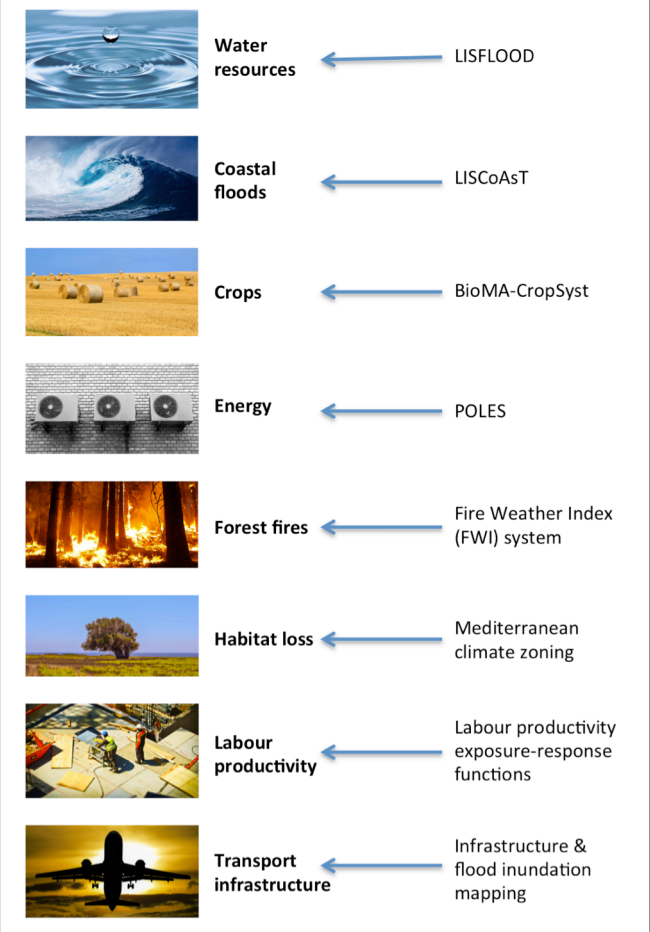 Water
resources
LISFLOOD
Coastal
floods
LISCoAsT
Crops
BioMA-CropSyst
Energy
POLES
Forest fires
Fire Weather Index
(FWI) system
Habitat loss
Mediterranean
climate zoning
Labour
productivity
Labour productivity
exposure-response
functions
Transport
infrastructure
Infrastructure &
flood inundation
mapping